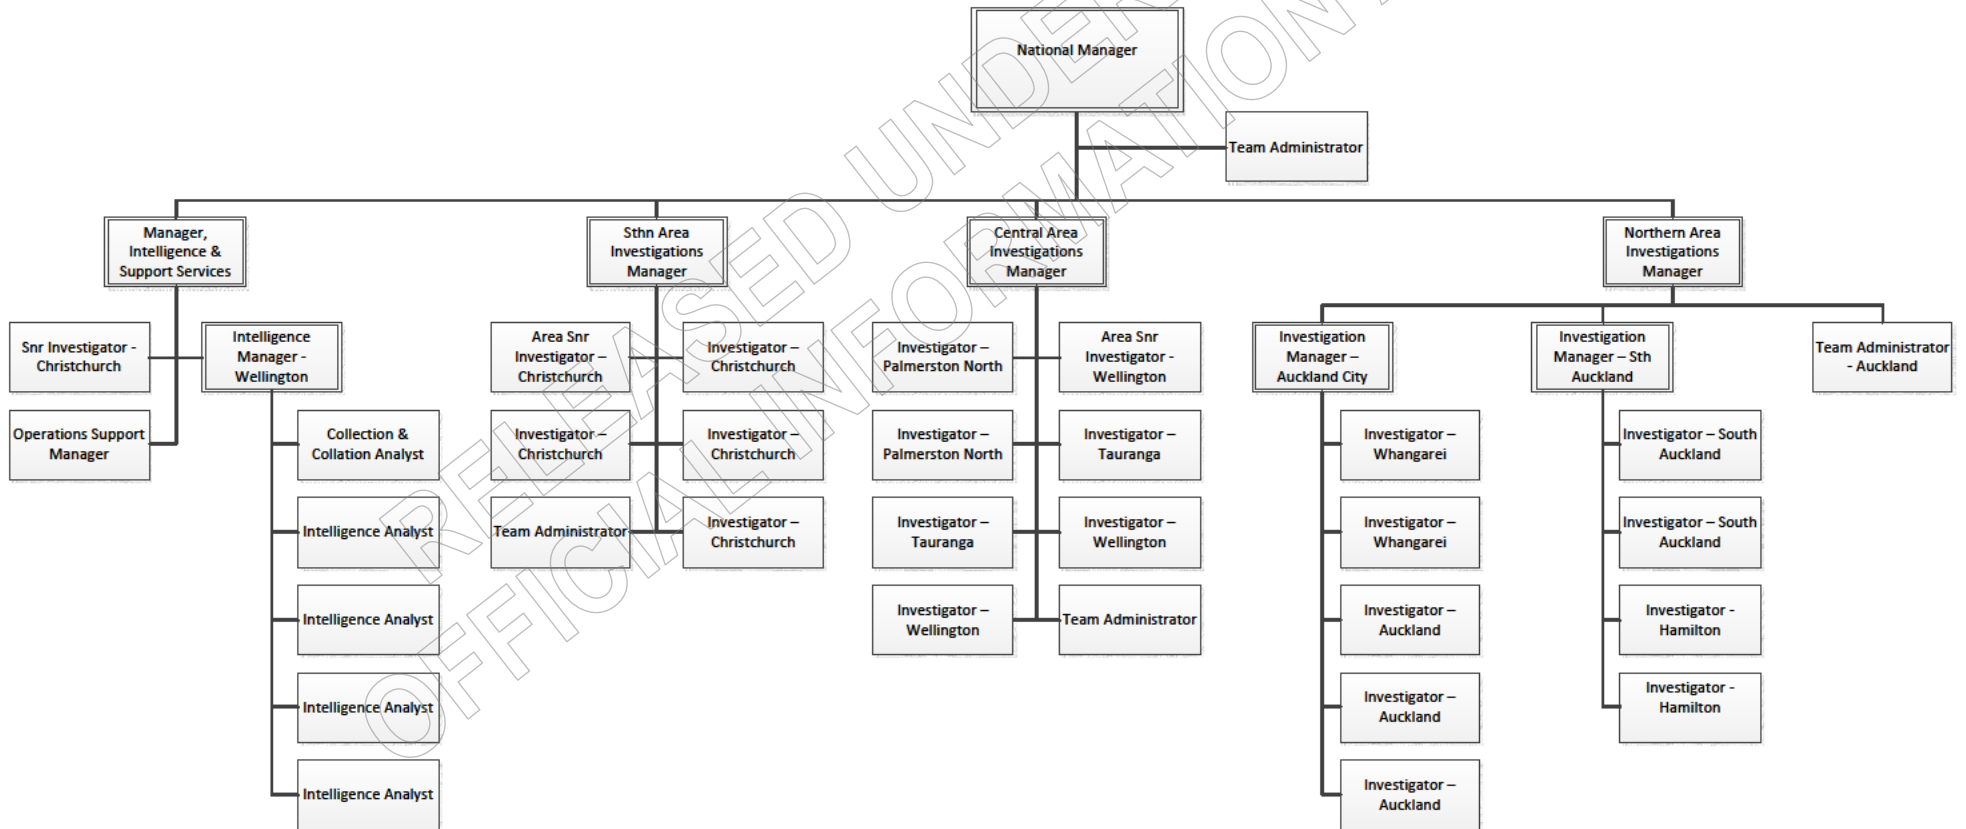 National Manager
Team Administrator
Manager,
Intelligence &
Support Services
Sthn Area
Investigations
Manager
Central Area
Investigations
Manager
Northern Area
Investigations
Manager
Snr Investigator -
Christchurch
Intelligence
Manager -
Wellington
Area Snr
Investigator –
Christchurch
Investigator –
Christchurch
Investigator –
Palmerston North
Area Snr
Investigator -
Wellington
Investigation
Manager –
Auckland City
Investigation
Manager – Sth
Auckland
Team Administrator
- Auckland
Operations Support
Manager
Collection &
Collation Analyst
Investigator –
Christchurch
Investigator –
Christchurch
Investigator –
Palmerston North
Investigator –
Tauranga
Investigator –
Whangarei
Investigator – South
Auckland
Intelligence Analyst
Team Administrator
Investigator –
Christchurch
Investigator –
Tauranga
Investigator –
Wellington
Investigator –
Whangarei
Investigator – South
Auckland
Intelligence Analyst
Investigator –
Wellington
Team Administrator
Investigator –
Auckland
Investigator -
Hamilton
Intelligence Analyst
Investigator –
Auckland
Investigator -
Hamilton
Intelligence Analyst
Investigator –
Auckland
RELEASED UNDER
OFFICIAL INFORMATION